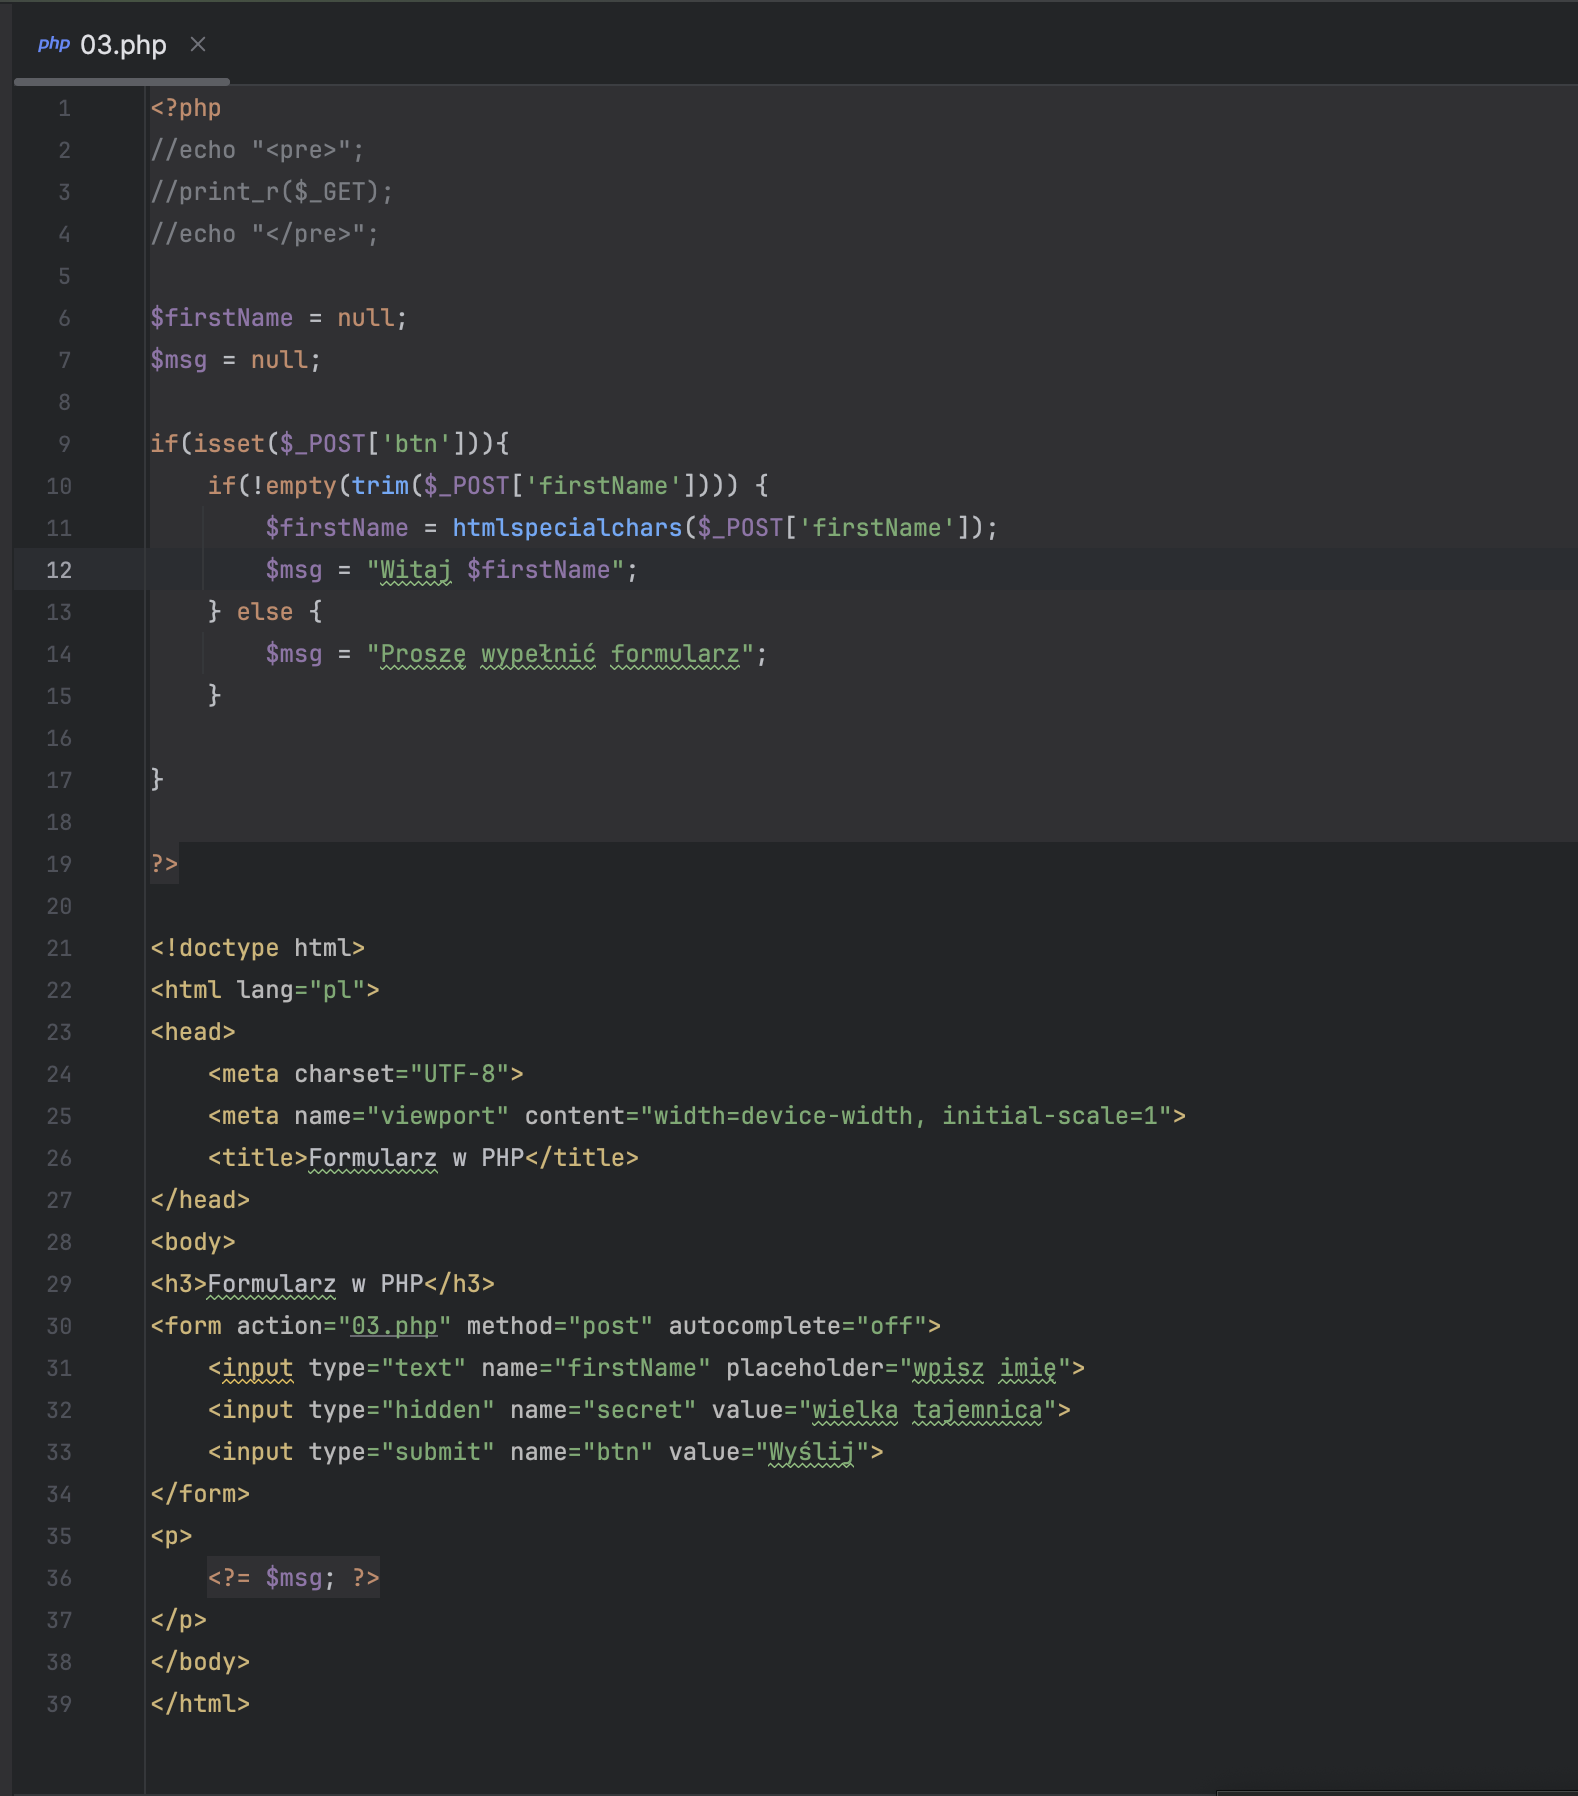 php 03.php ×
1 <?php
2 //echo "<pre>";
3 //print_r($_GET);
4 //echo "</pre>";
5
6 $firstName = null;
7 $msg = null;
8
9 if(isset($_POST['btn'])){
10     if(!empty(trim($_POST['firstName']))) {
11         $firstName = htmlspecialchars($_POST['firstName']);
12         $msg = "Witaj $firstName";
13     } else {
14         $msg = "Proszę wypełnić formularz";
15     }
16
17 }
18
19 ?>
20
21 <!doctype html>
22 <html lang="pl">
23 <head>
24     <meta charset="UTF-8">
25     <meta name="viewport" content="width=device-width, initial-scale=1">
26     <title>Formularz w PHP</title>
27 </head>
28 <body>
29 <h3>Formularz w PHP</h3>
30 <form action="03.php" method="post" autocomplete="off">
31     <input type="text" name="firstName" placeholder="wpisz imię">
32     <input type="hidden" name="secret" value="wielka tajemnica">
33     <input type="submit" name="btn" value="Wyślij">
34 </form>
35 <p>
36     <?= $msg; ?>
37 </p>
38 </body>
39 </html>